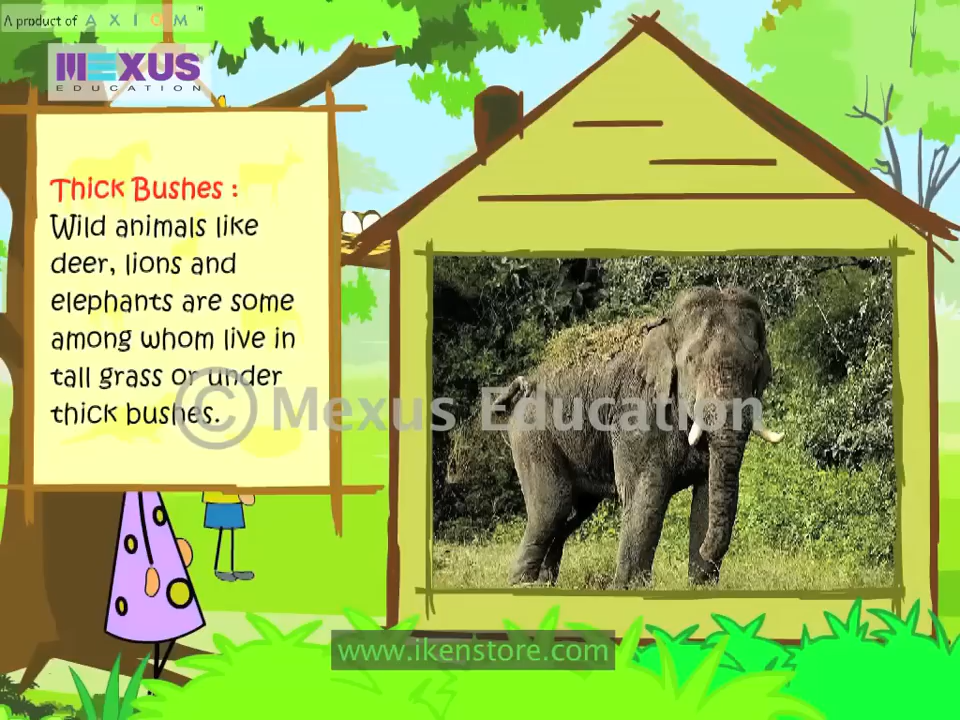 A product of AXIOM
MEXUS
EDUCATION
Thick Bushes :
Wild animals like
deer, lions and
elephants are some
among whom live in
tall grass or under
thick bushes.
© Mexus Education
www.ikenstore.com